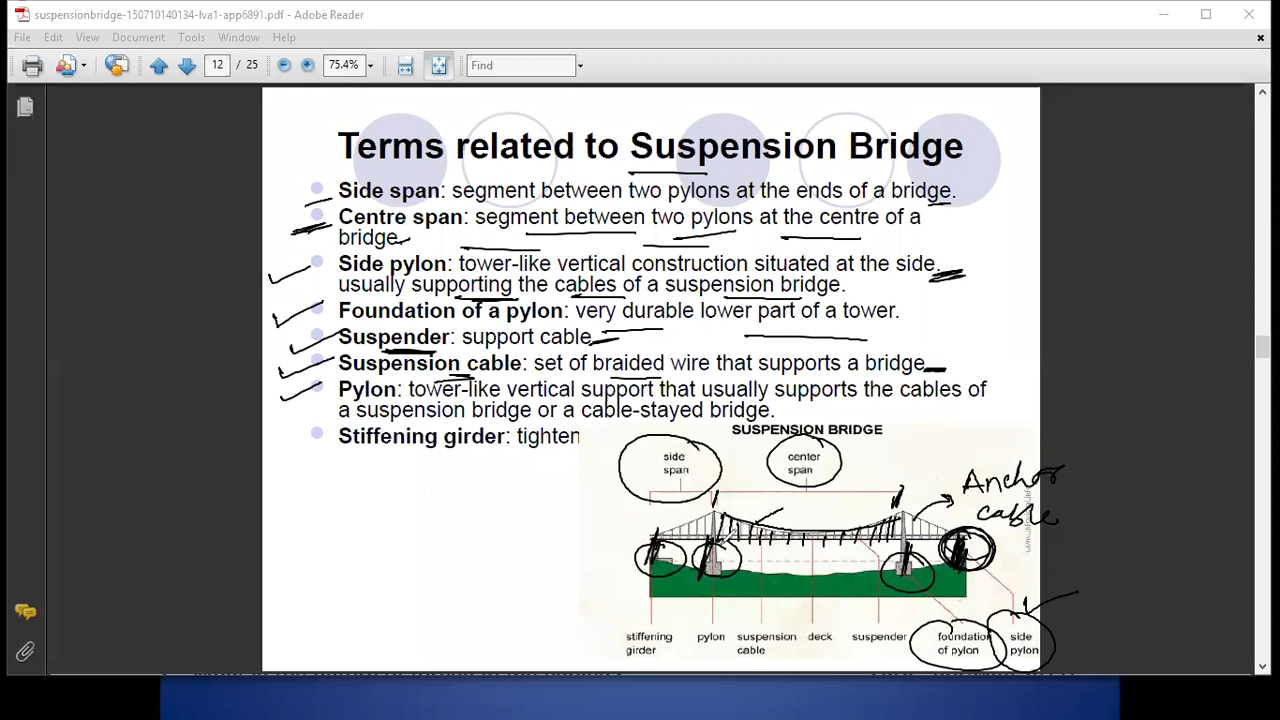 suspensionbridge-150710140134-lva1-app6891.pdf - Adobe Reader
File Edit View Document Tools Window Help
12 / 25 75.4% Find
Terms related to Suspension Bridge
Side span: segment between two pylons at the ends of a bridge.
Centre span: segment between two pylons at the centre of a
bridge.
Side pylon: tower-like vertical construction situated at the side,
usually supporting the cables of a suspension bridge.
Foundation of a pylon: very durable lower part of a tower.
Suspender: support cable
Suspension cable: set of braided wire that supports a bridge
Pylon: tower-like vertical support that usually supports the cables of
a suspension bridge or a cable-stayed bridge.
Stiffening girder: tighten
SUSPENSION BRIDGE
side
span
center
span
Anchor
cable
stiffening
girder
pylon
suspension
cable
deck
suspender
foundation
of pylon
side
pylon